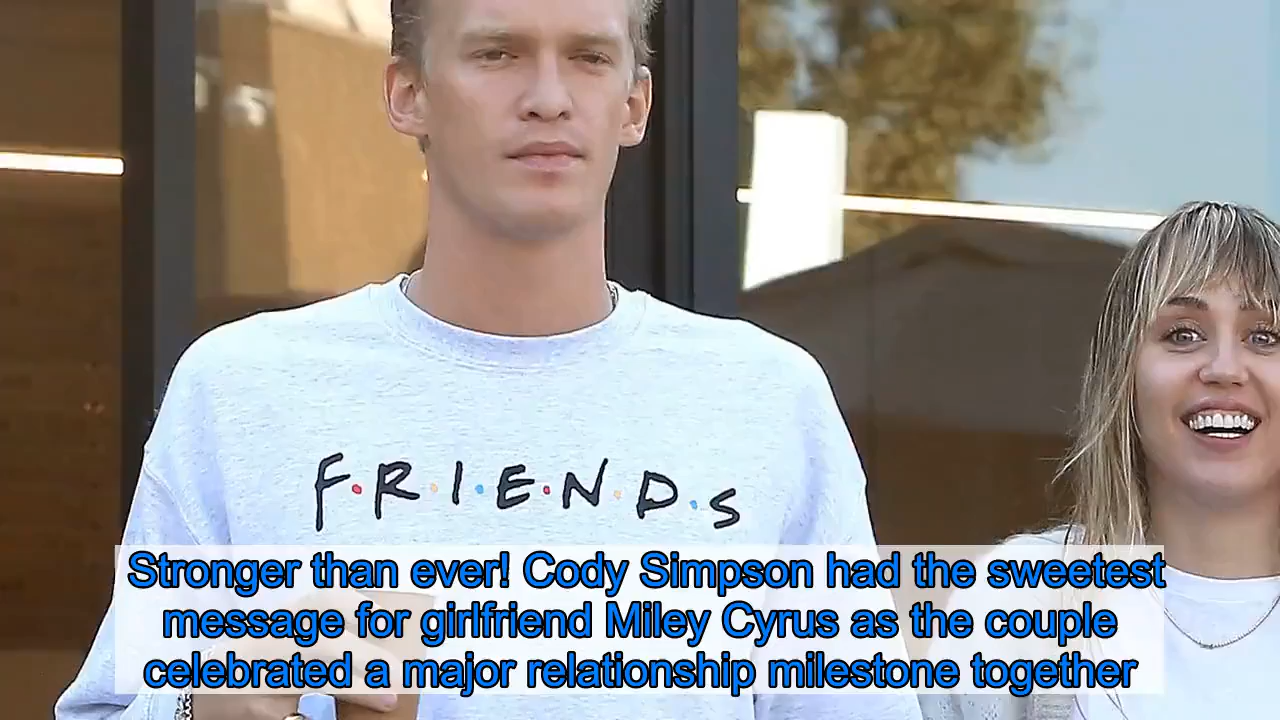 F.R.I.E.N.D.S
Stronger than ever! Cody Simpson had the sweetest
message for girlfriend Miley Cyrus as the couple
celebrated a major relationship milestone together